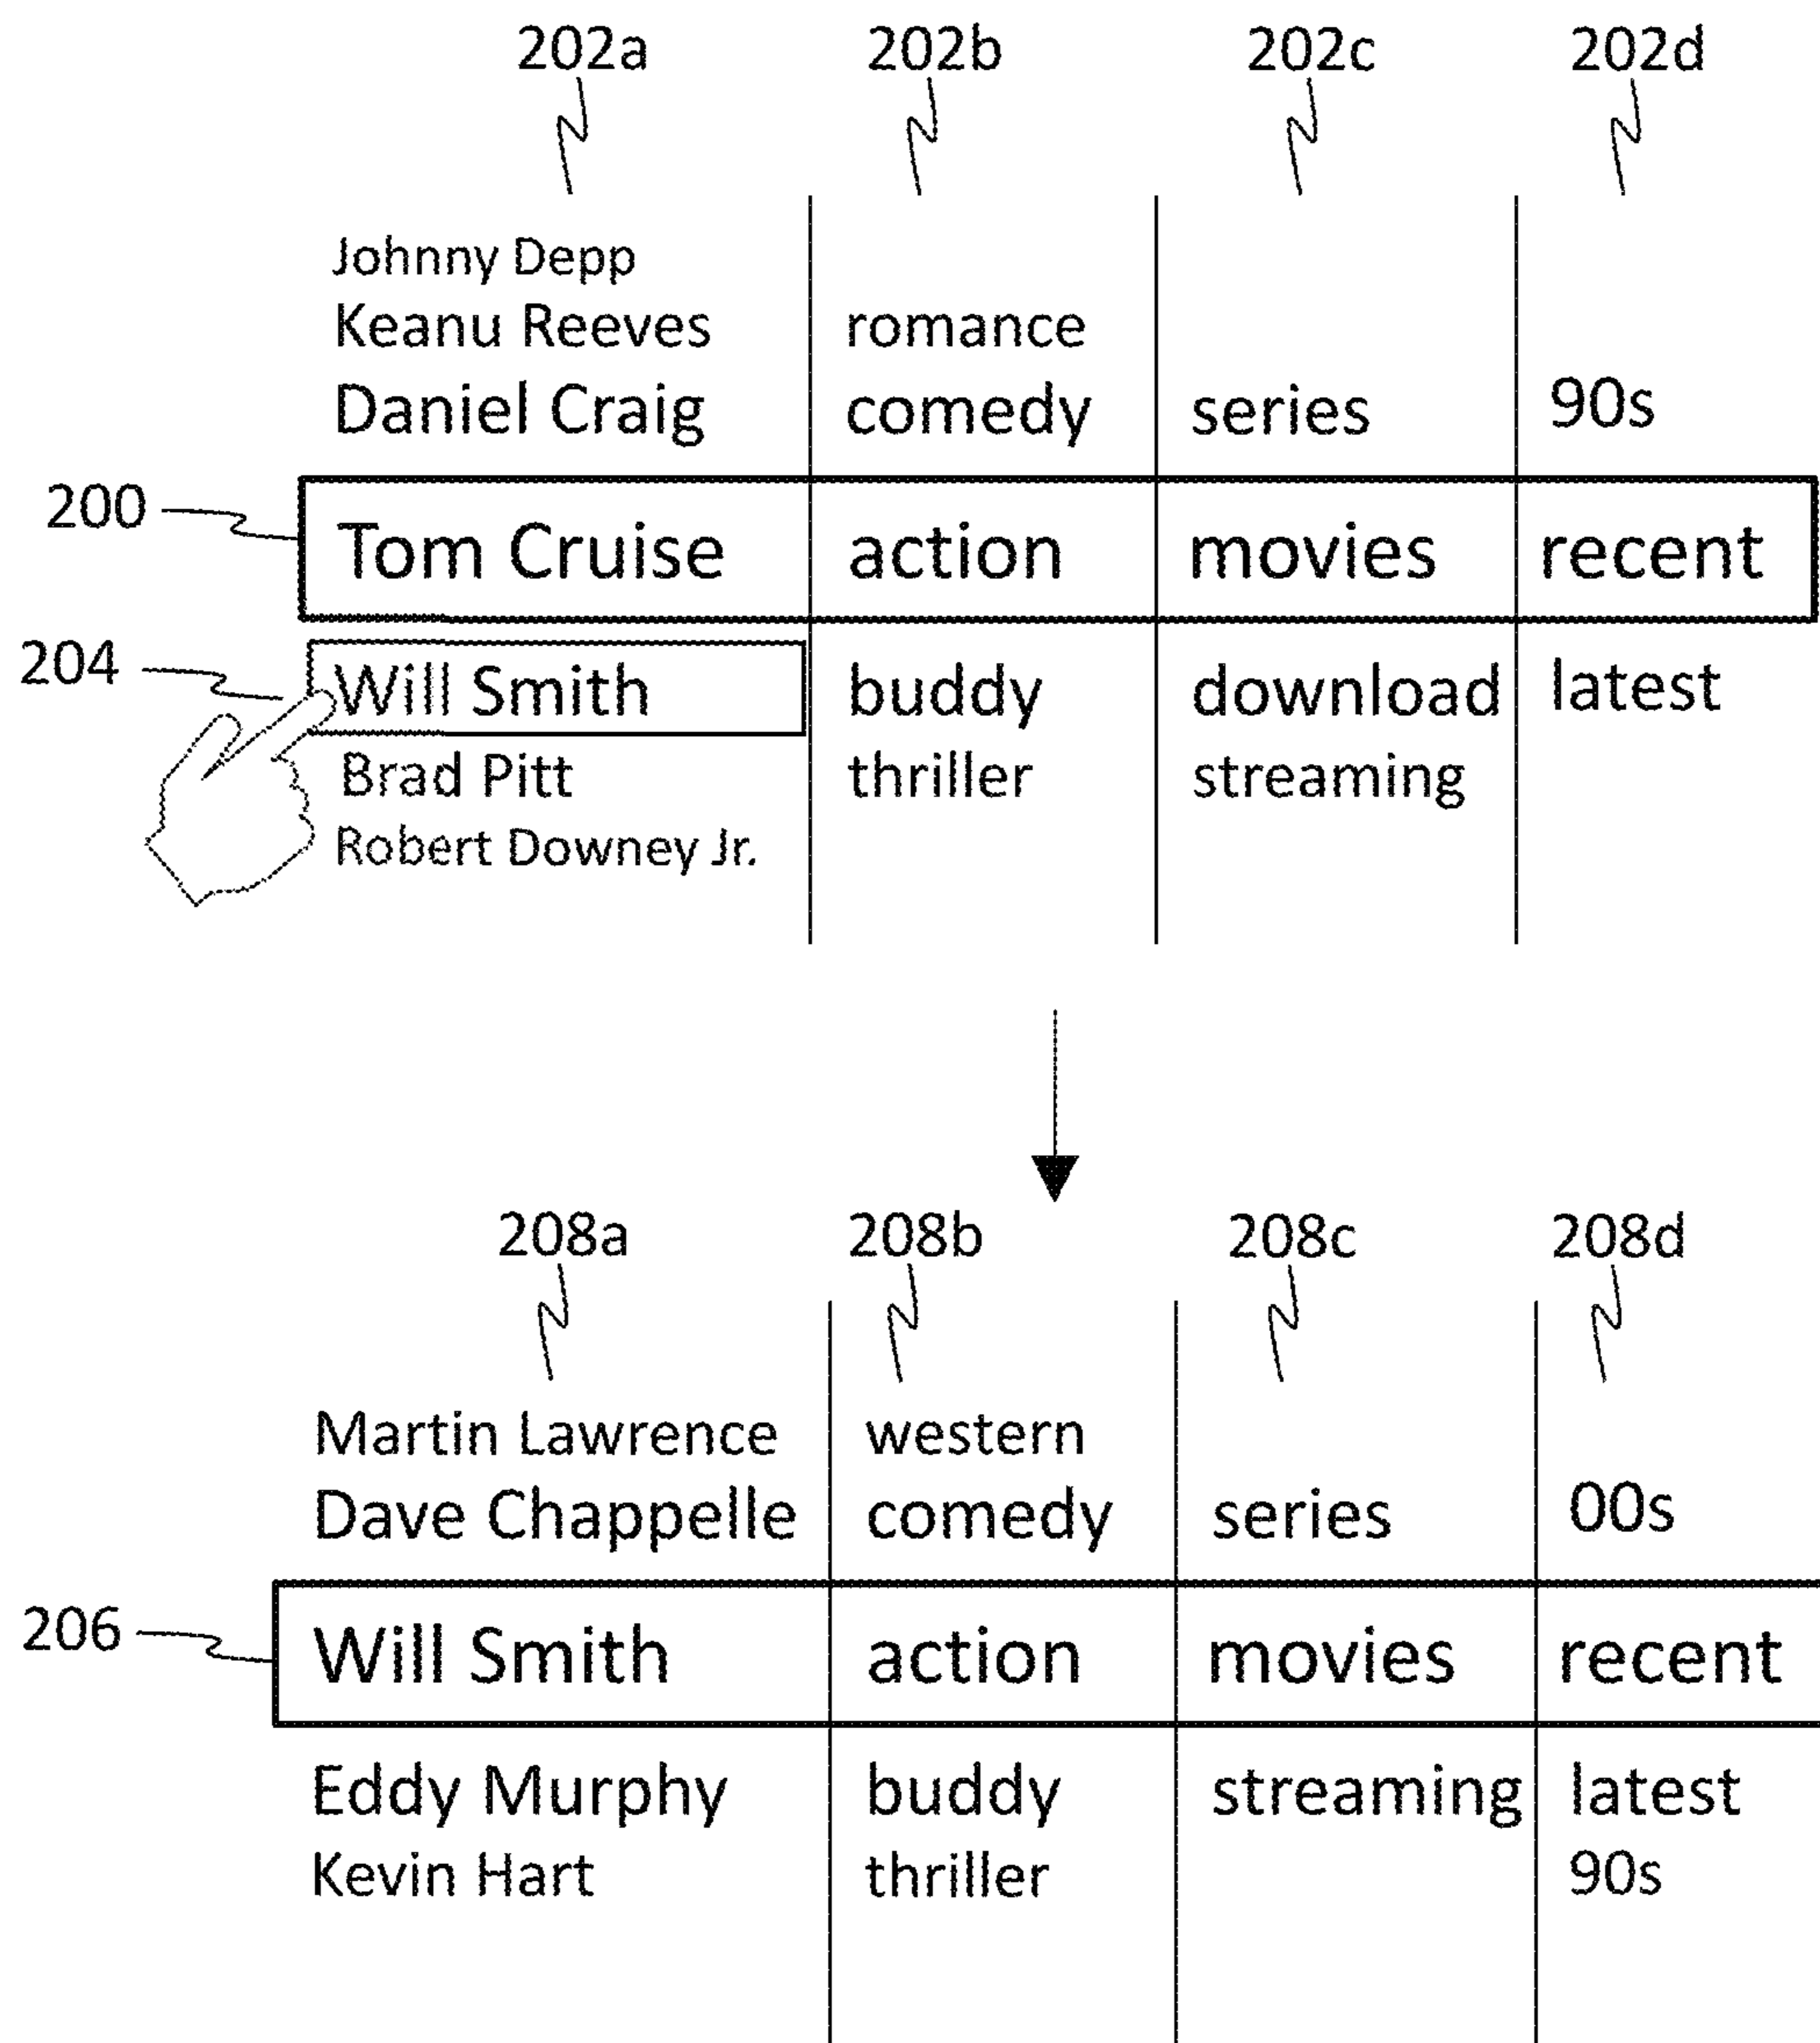 202a 202b 202c 202d
Johnny Depp
Keanu Reeves romance
Daniel Craig comedy series 90s
200 Tom Cruise action movies recent
204 Will Smith buddy download latest
Brad Pitt thriller streaming
Robert Downey Jr.
208a 208b 208c 208d
Martin Lawrence western
Dave Chappelle comedy series 00s
206 Will Smith action movies recent
Eddy Murphy buddy streaming latest
Kevin Hart thriller 90s